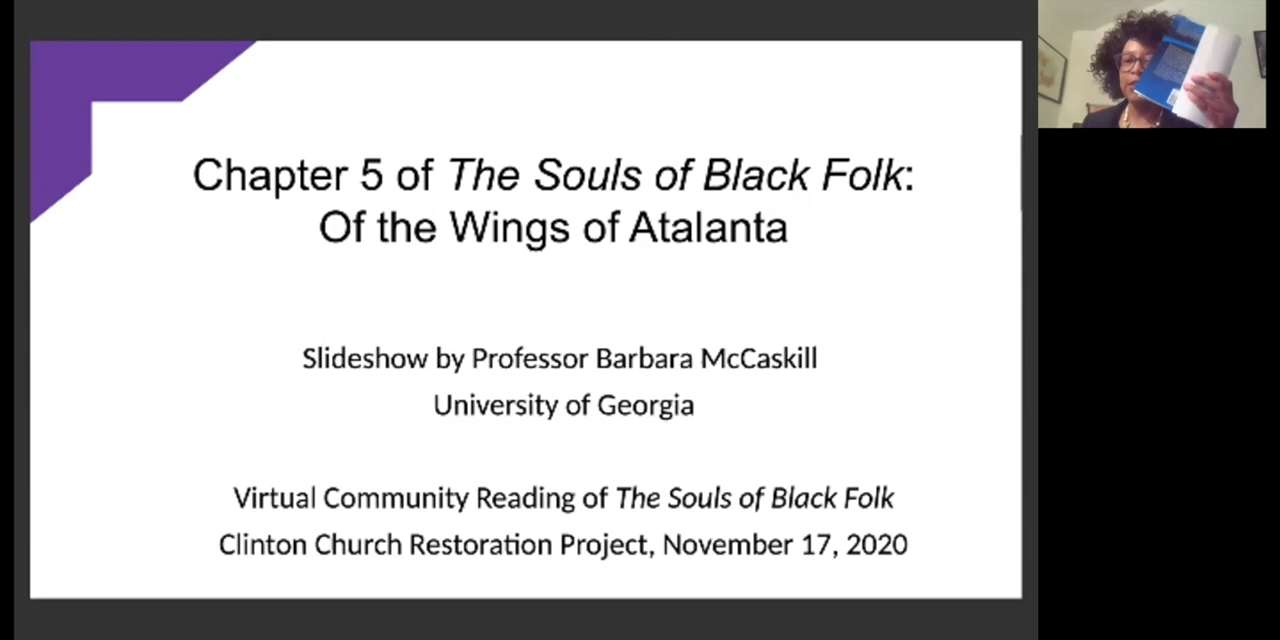 Chapter 5 of The Souls of Black Folk:
Of the Wings of Atalanta
Slideshow by Professor Barbara McCaskill
University of Georgia
Virtual Community Reading of The Souls of Black Folk
Clinton Church Restoration Project, November 17, 2020